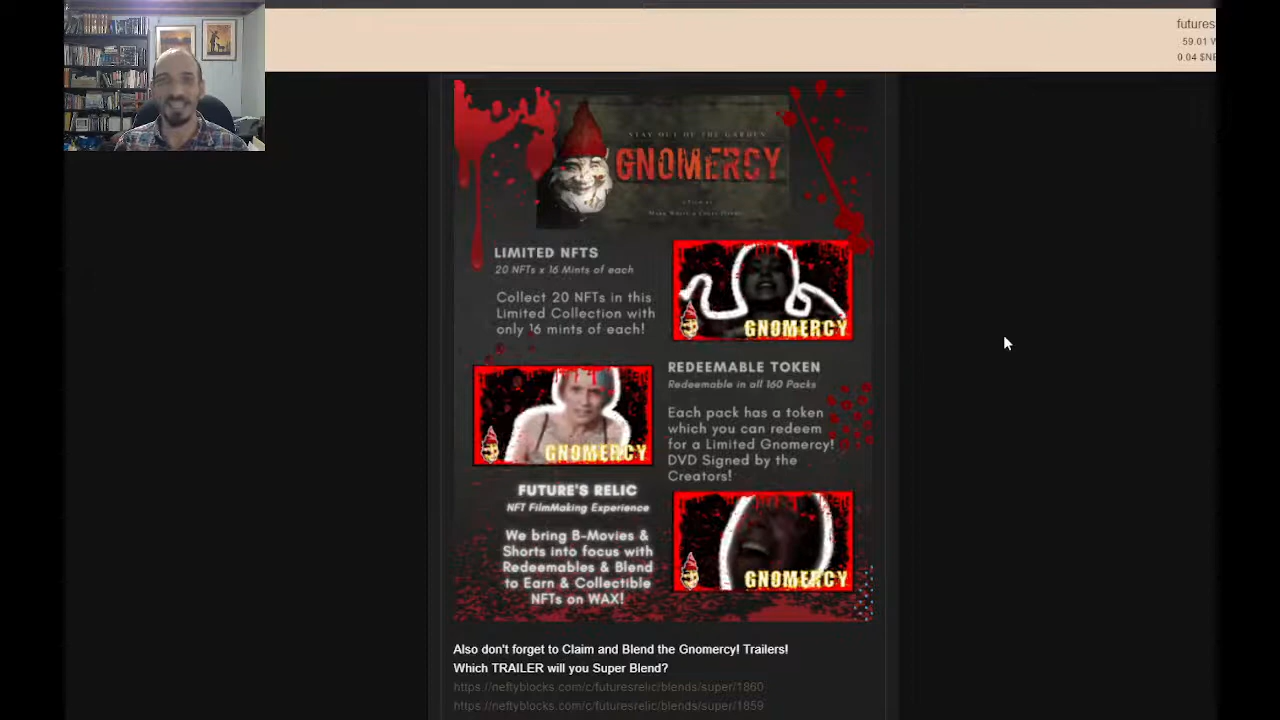 futures
59.01 W
0.04 $NE
STAY OUT OF THE GARDEN
GNOMERCY
A FILM BY
LIMITED NFTS
20 NFTs x 16 Mints of each
Collect 20 NFTs in this
Limited Collection with
only 16 mints of each!
GNOMERCY
REDEEMABLE TOKEN
Redeemable in all 160 Packs
Each pack has a token
which you can redeem
for a Limited Gnomercy!
DVD Signed by the
Creators!
GNOMERCY
FUTURE'S RELIC
NFT FilmMaking Experience
We bring B-Movies &
Shorts into focus with
Redeemables & Blend
to Earn & Collectible
NFTs on WAX!
GNOMERCY
Also don't forget to Claim and Blend the Gnomercy! Trailers!
Which TRAILER will you Super Blend?
https://neftyblocks.com/c/futuresrelic/blends/super/1860
https://neftyblocks.com/c/futuresrelic/blends/super/1859